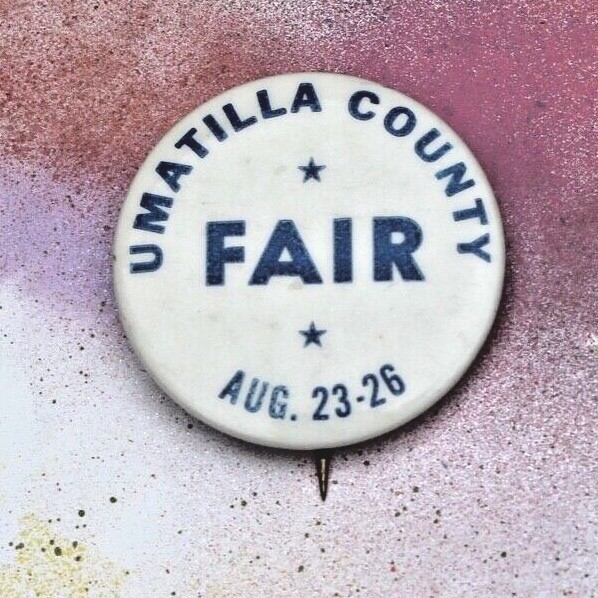 UMATILLA COUNTY
★
FAIR
★
AUG. 23-26